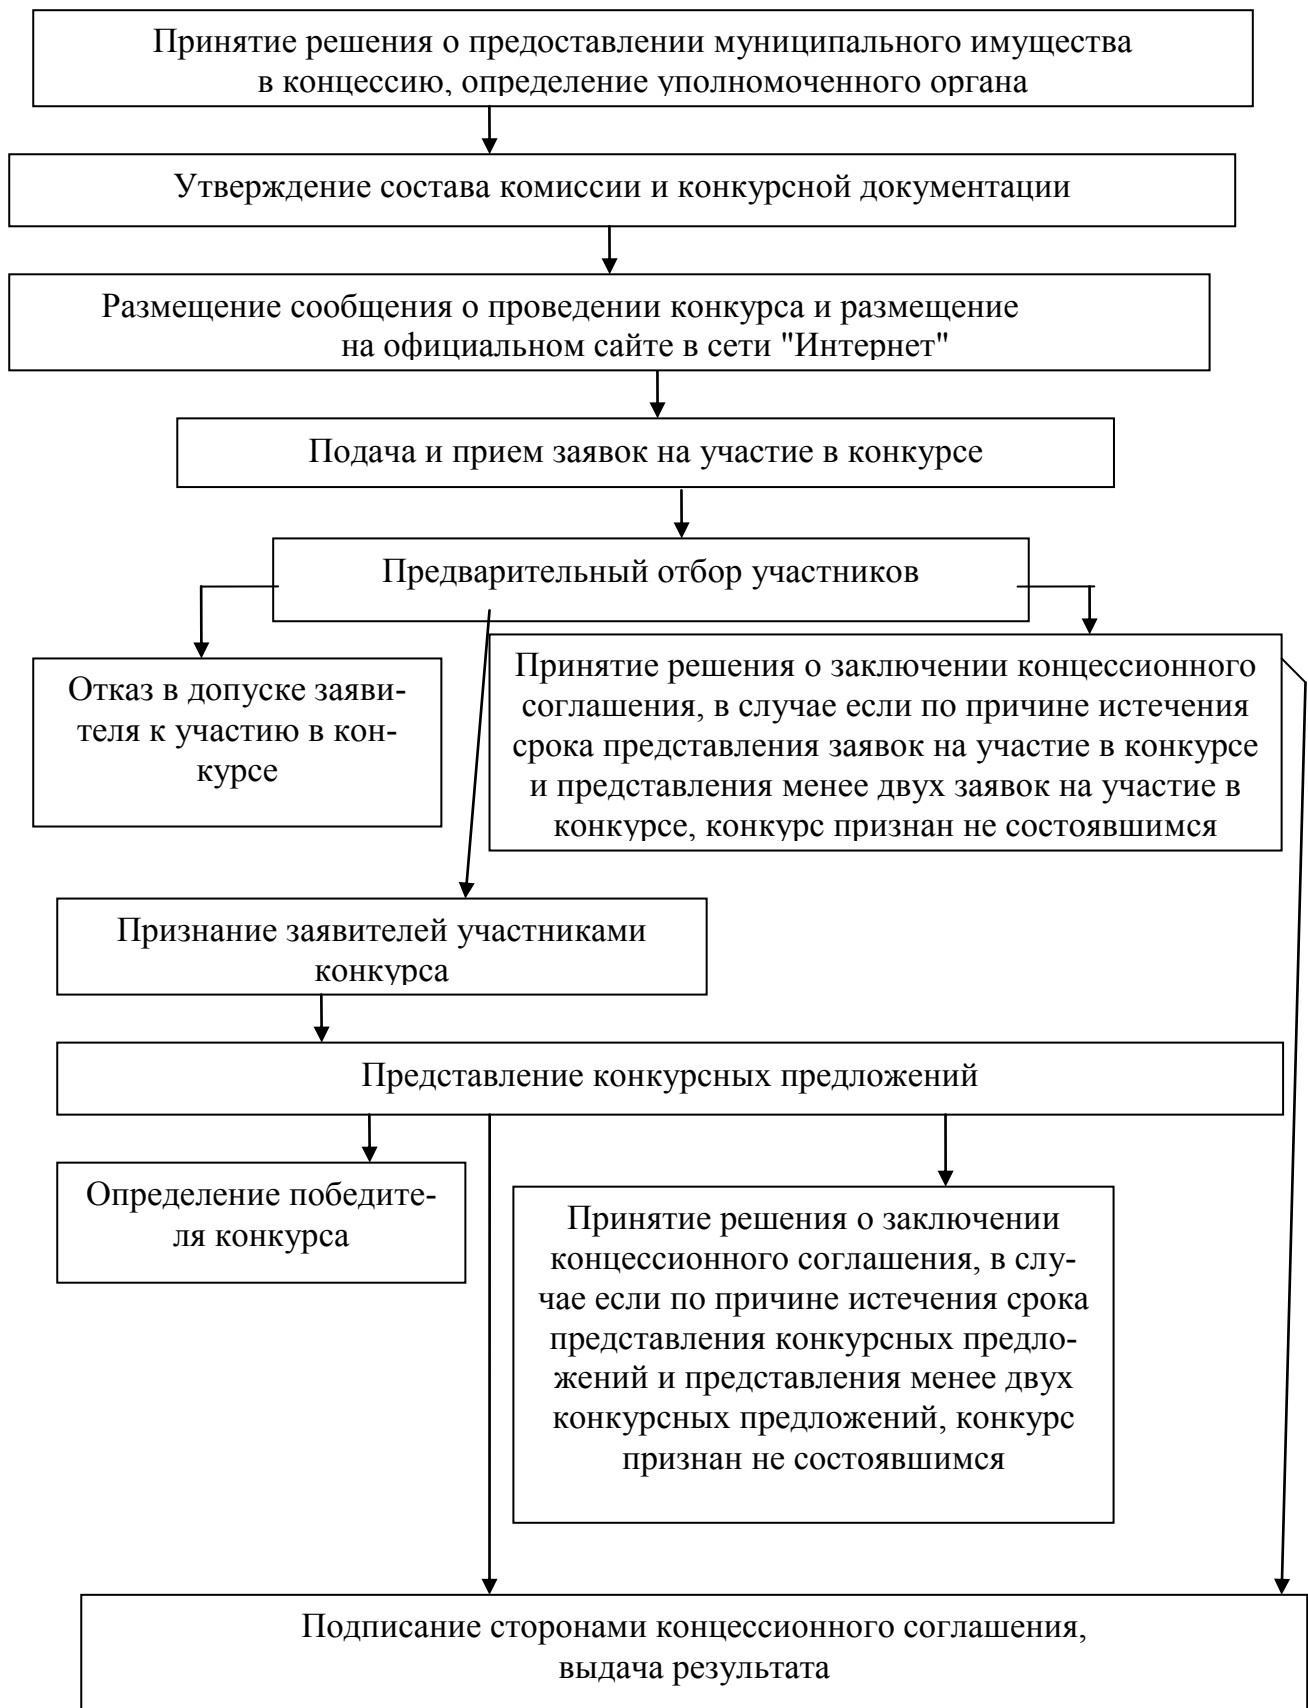 Принятие решения о предоставлении муниципального имущества
в концессию, определение уполномоченного органа
Утверждение состава комиссии и конкурсной документации
Размещение сообщения о проведении конкурса и размещение
на официальном сайте в сети "Интернет"
Подача и прием заявок на участие в конкурсе
Предварительный отбор участников
Отказ в допуске заяви-
теля к участию в кон-
курсе
Принятие решения о заключении концессионного
соглашения, в случае если по причине истечения
срока представления заявок на участие в конкурсе
и представления менее двух заявок на участие в
конкурсе, конкурс признан не состоявшимся
Признание заявителей участниками
конкурса
Представление конкурсных предложений
Определение победите-
ля конкурса
Принятие решения о заключении
концессионного соглашения, в слу-
чае если по причине истечения срока
представления конкурсных предло-
жений и представления менее двух
конкурсных предложений, конкурс
признан не состоявшимся
Подписание сторонами концессионного соглашения,
выдача результата